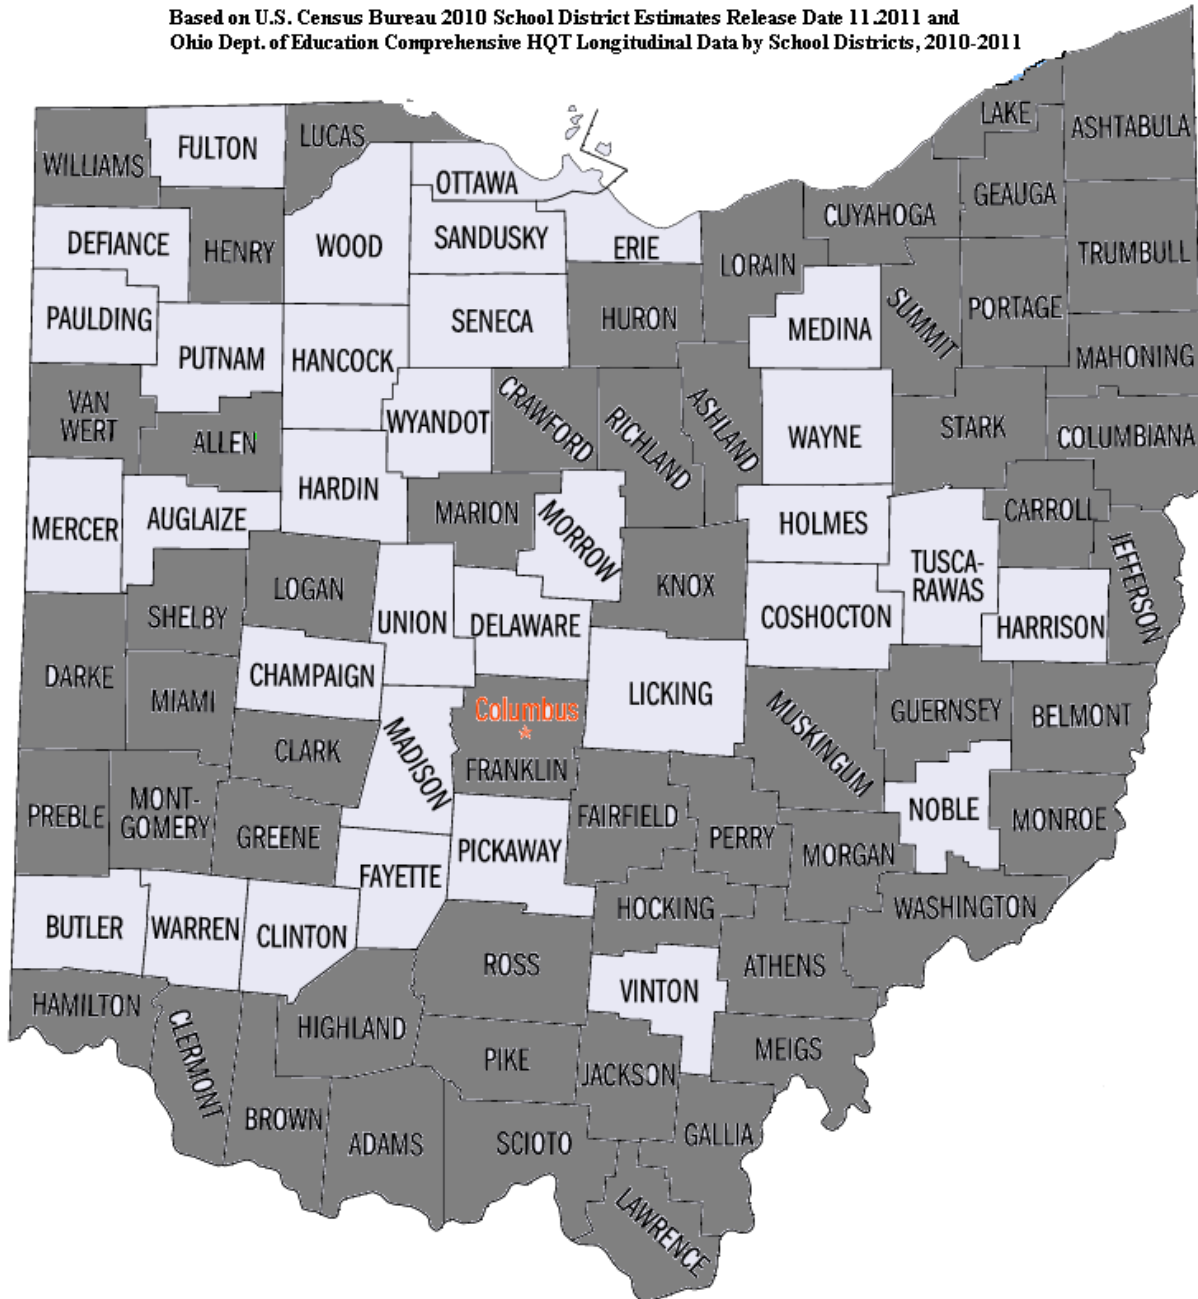 Based on U.S. Census Bureau 2010 School District Estimates Release Date 11.2011 and
Ohio Dept. of Education Comprehensive HQT Longitudinal Data by School Districts, 2010-2011
LAKE
ASHTABULA
LUCAS
FULTON
WILLIAMS
OTTAWA
GEAUGA
CUYAHOGA
DEFIANCE
HENRY
WOOD
SANDUSKY
ERIE
LORAIN
TRUMBULL
PAULDING
SENECA
HURON
MEDINA
SUMMIT
PORTAGE
PUTNAM
HANCOCK
MAHONING
VAN
WERT
ALLEN
WYANDOT
CRAWFORD
RICHLAND
ASHLAND
WAYNE
STARK
COLUMBIANA
HARDIN
MERCER
AUGLAIZE
MARION
MORROW
HOLMES
CARROLL
JEFFERSON
LOGAN
KNOX
TUSCA-
RAWAS
SHELBY
UNION
DELAWARE
COSHOCTON
HARRISON
DARKE
CHAMPAIGN
MIAMI
LICKING
Columbus
MUSKINGUM
GUERNSEY
BELMONT
CLARK
MADISON
FRANKLIN
PREBLE
MONT-
GOMERY
GREENE
FAIRFIELD
PERRY
NOBLE
MONROE
PICKAWAY
MORGAN
FAYETTE
BUTLER
WARREN
CLINTON
HOCKING
WASHINGTON
ROSS
ATHENS
HAMILTON
VINTON
CLERMONT
HIGHLAND
PIKE
JACKSON
MEIGS
BROWN
ADAMS
SCIOTO
GALLIA
LAWRENCE